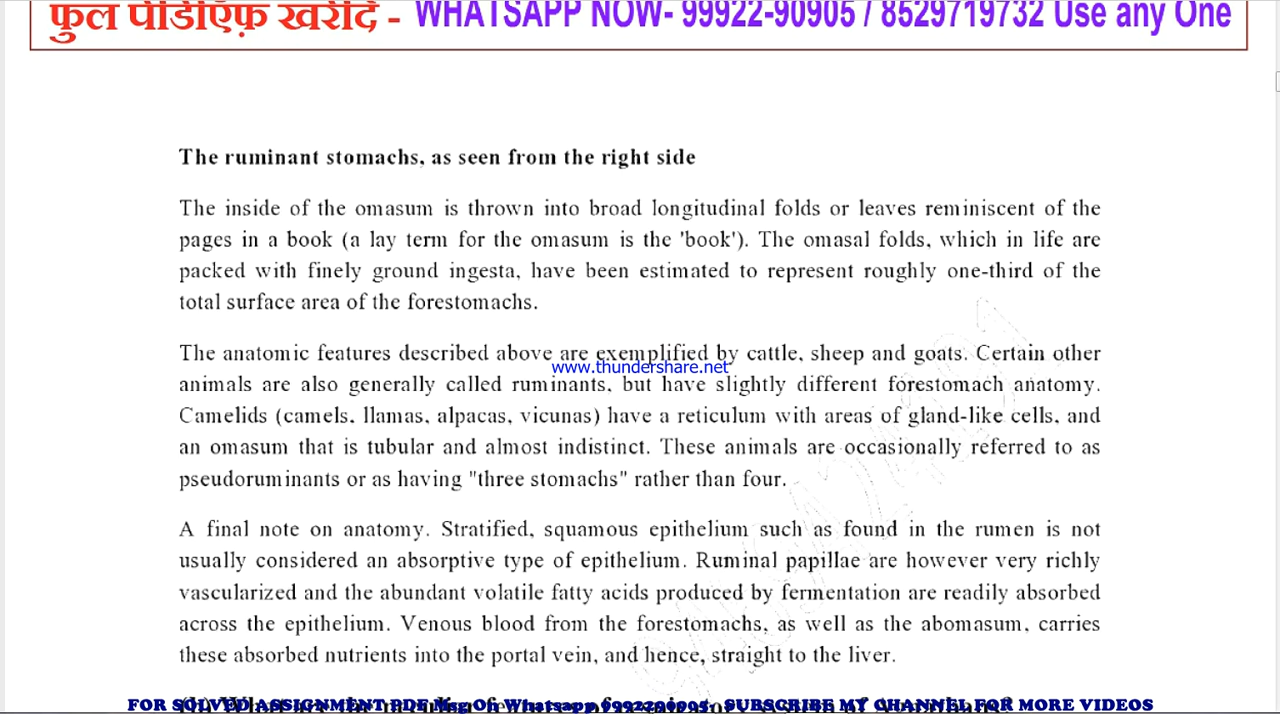 फुल पीडीएफ़ खरीदे - WHATSAPP NOW- 99922-90905 / 8529719732 Use any One
The ruminant stomachs, as seen from the right side
The inside of the omasum is thrown into broad longitudinal folds or leaves reminiscent of the
pages in a book (a lay term for the omasum is the 'book'). The omasal folds, which in life are
packed with finely ground ingesta, have been estimated to represent roughly one-third of the
total surface area of the forestomachs.
The anatomic features described above are exemplified by cattle, sheep and goats. Certain other
www.thundershare.net
animals are also generally called ruminants, but have slightly different forestomach anatomy.
Camelids (camels, llamas, alpacas, vicunas) have a reticulum with areas of gland-like cells, and
an omasum that is tubular and almost indistinct. These animals are occasionally referred to as
pseudoruminants or as having "three stomachs" rather than four.
A final note on anatomy. Stratified, squamous epithelium such as found in the rumen is not
usually considered an absorptive type of epithelium. Ruminal papillae are however very richly
vascularized and the abundant volatile fatty acids produced by fermentation are readily absorbed
across the epithelium. Venous blood from the forestomachs, as well as the abomasum, carries
these absorbed nutrients into the portal vein, and hence, straight to the liver.
FOR SOLVED ASSIGNMENT PDF Msg On Whatsapp 9992290905- SUBSCRIBE MY CHANNEL FOR MORE VIDEOS